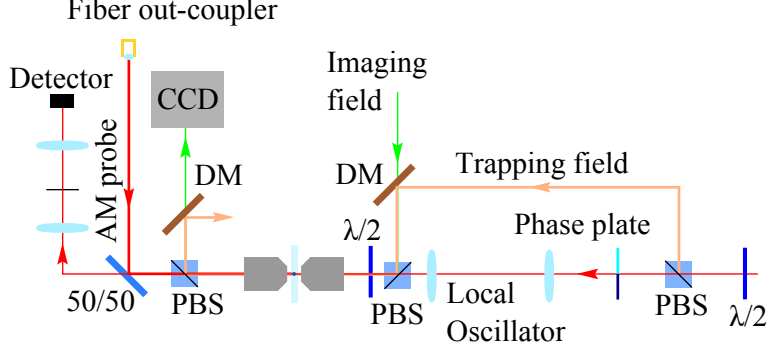 Fiber out-coupler
Detector
CCD
Imaging
field
AM probe
DM
DM
Trapping field
λ/2
Phase plate
50/50
PBS
PBS
Local
Oscillator
PBS
λ/2